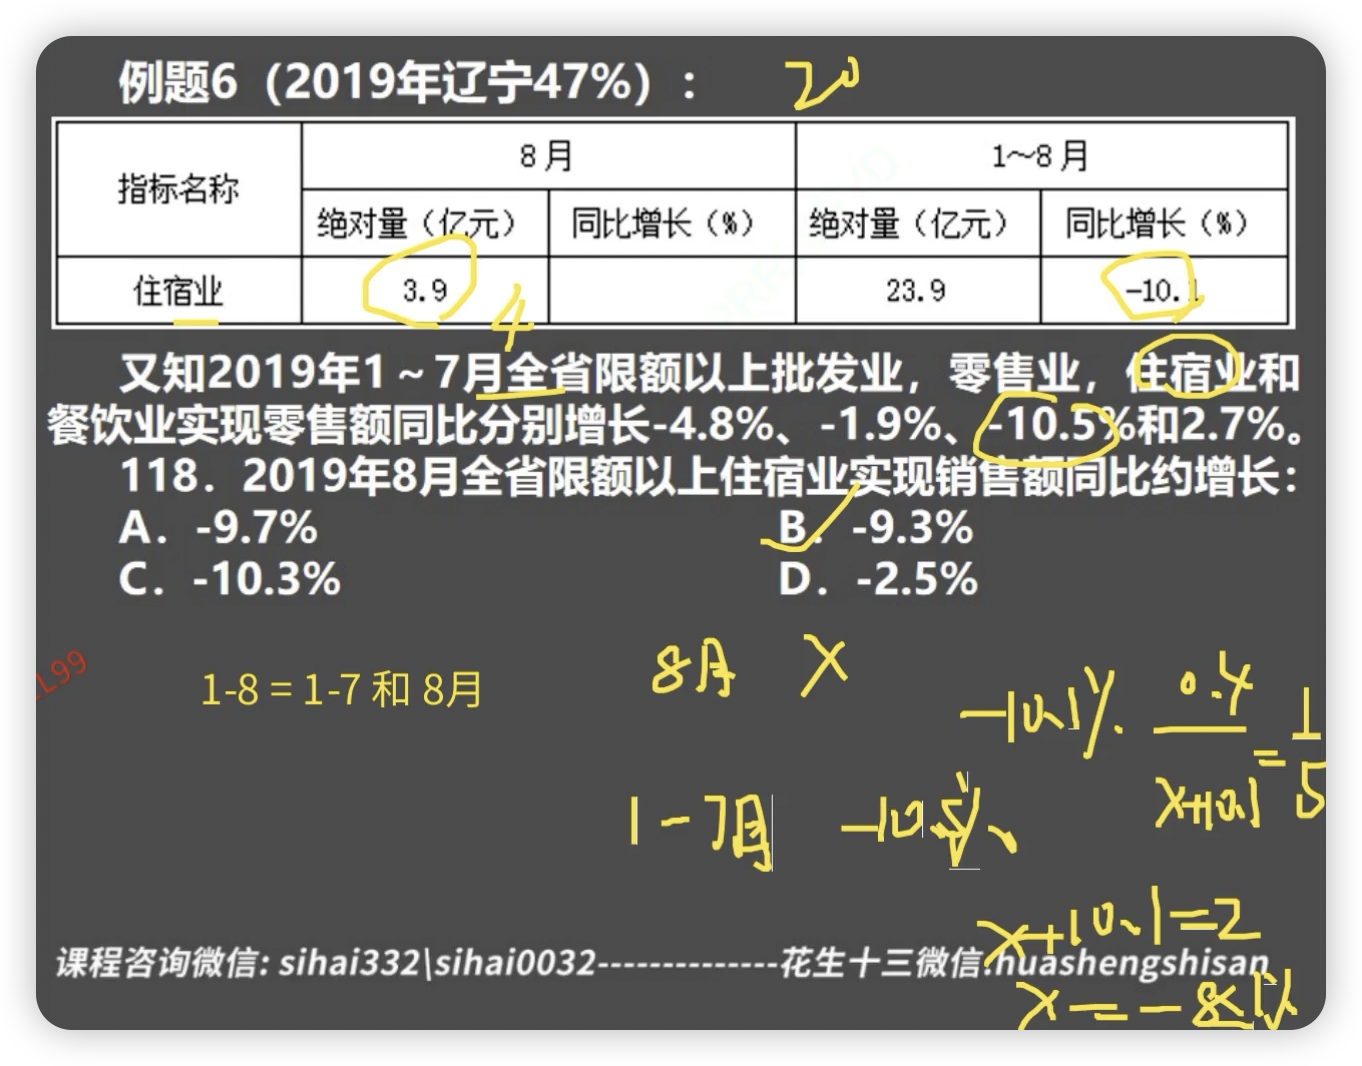 例题6（2019年辽宁47%）：
20
指标名称 8月 1～8月
绝对量（亿元） 同比增长（%） 绝对量（亿元） 同比增长（%）
住宿业 3.9 23.9 -10.1
4
又知2019年1～7月全省限额以上批发业，零售业，住宿业和
餐饮业实现零售额同比分别增长-4.8%、-1.9%、-10.5%和2.7%。
118．2019年8月全省限额以上住宿业实现销售额同比约增长：
A．-9.7% B．-9.3%
C．-10.3% D．-2.5%
L99
1-8 = 1-7 和 8月
8月 X
-10.1% 0.4/x+10.1 = 1/5
1-7月 -10.5%
x+10.1=2
课程咨询微信: sihai332\sihai0032--------------花生十三微信:huashengshisan
x=-8.1%